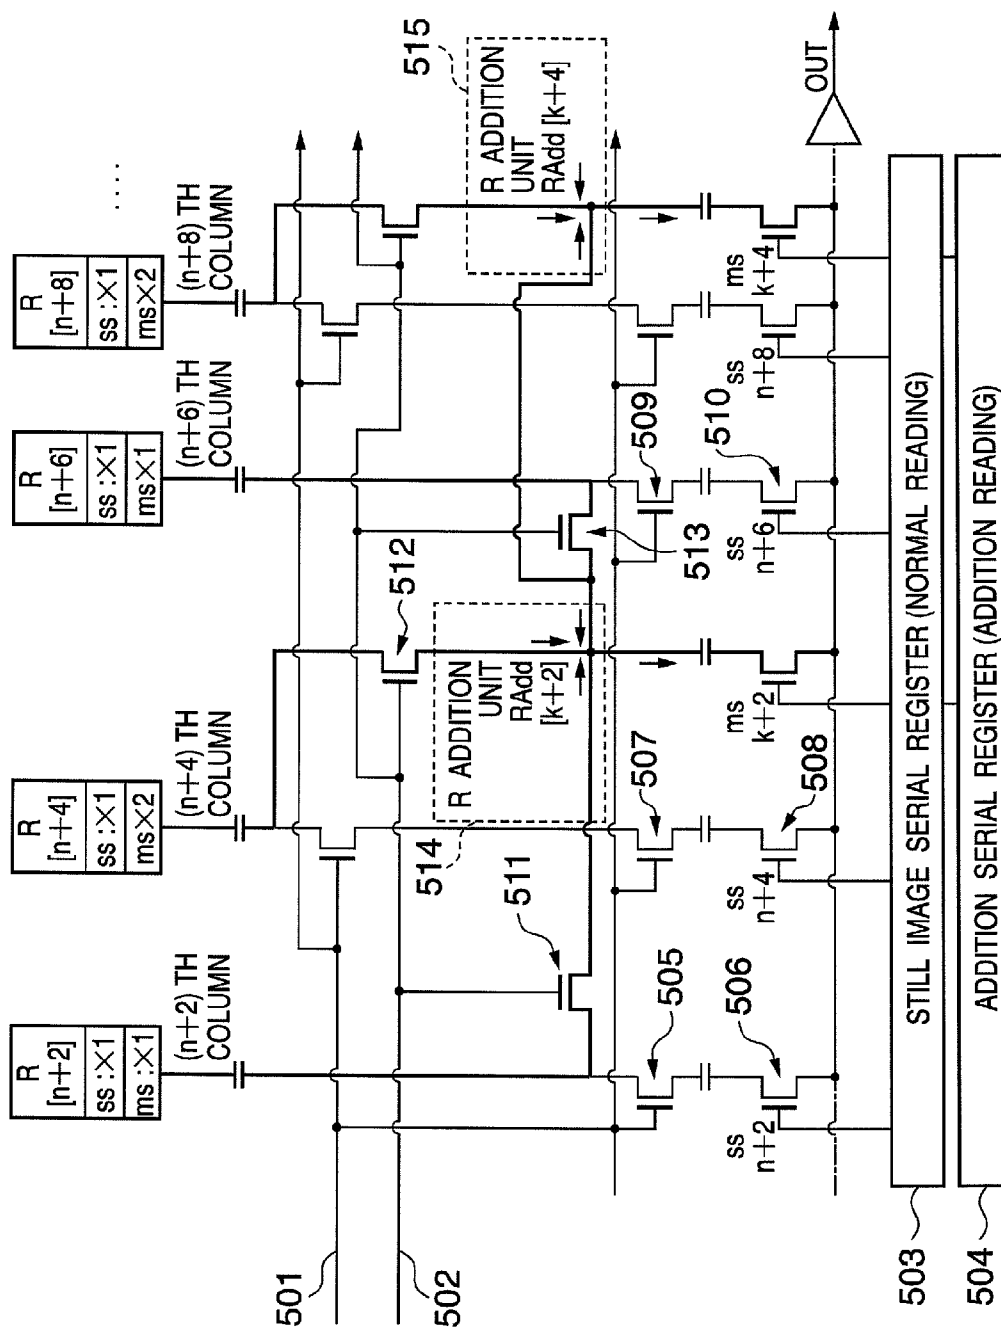 R
[n+2]
ss:×1
ms:×1
(n+2) TH
COLUMN
R
[n+4]
ss:×1
ms×2
(n+4) TH
COLUMN
R
[n+6]
ss:×1
ms×1
(n+6) TH
COLUMN
R
[n+8]
ss:×1
ms×2
(n+8) TH
COLUMN
....
501
502
511
512
513
514
R ADDITION
UNIT
RAdd
[k+2]
515
R ADDITION
UNIT
RAdd [k+4]
505
507
509
506
508
510
ss
n+2
ss
n+4
ms
k+2
ss
n+6
ss
n+8
ms
k+4
OUT
503
STILL IMAGE SERIAL REGISTER (NORMAL READING)
504
ADDITION SERIAL REGISTER (ADDITION READING)